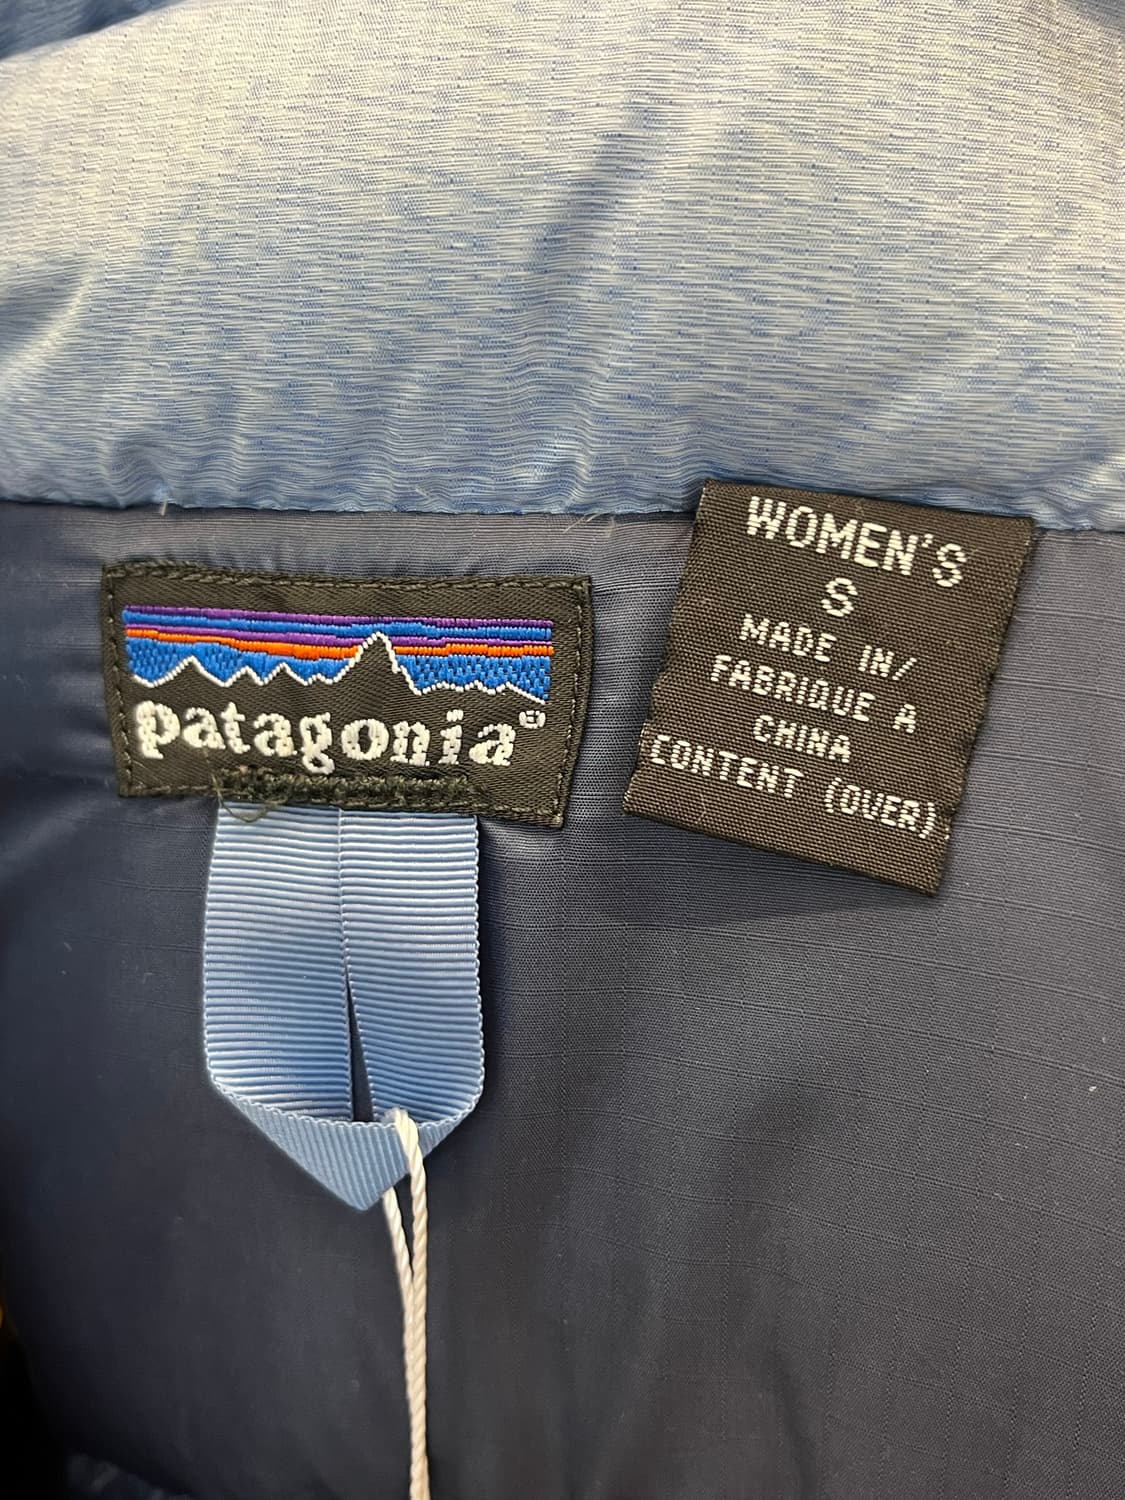 patagonia®
WOMEN'S
S
MADE IN/
FABRIQUE A
CHINA
CONTENT (OVER)